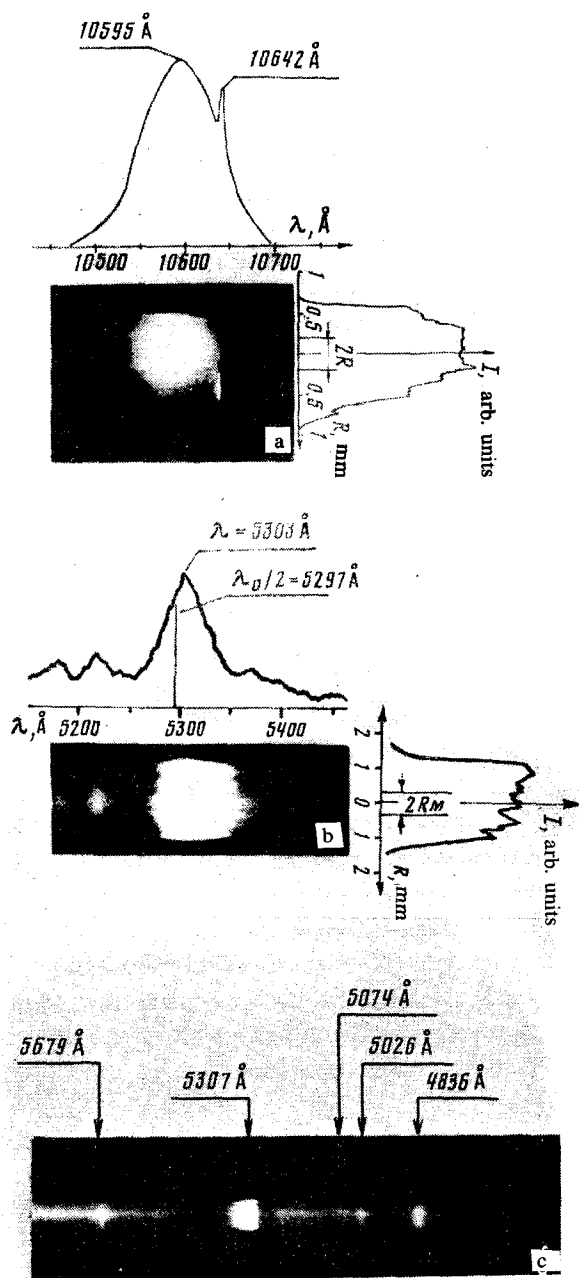 10595 Å
10642 Å
λ, Å
10500 10600 10700
1
0,5
2R
0,5
1
R, mm
I, arb. units
a
λ = 5303 Å
λ₀/2 = 5297 Å
λ, Å 5200 5300 5400
2
1
0
1
2
2Rм
R, mm
I, arb. units
b
5074 Å
5679 Å
5026 Å
5307 Å
4836 Å
c